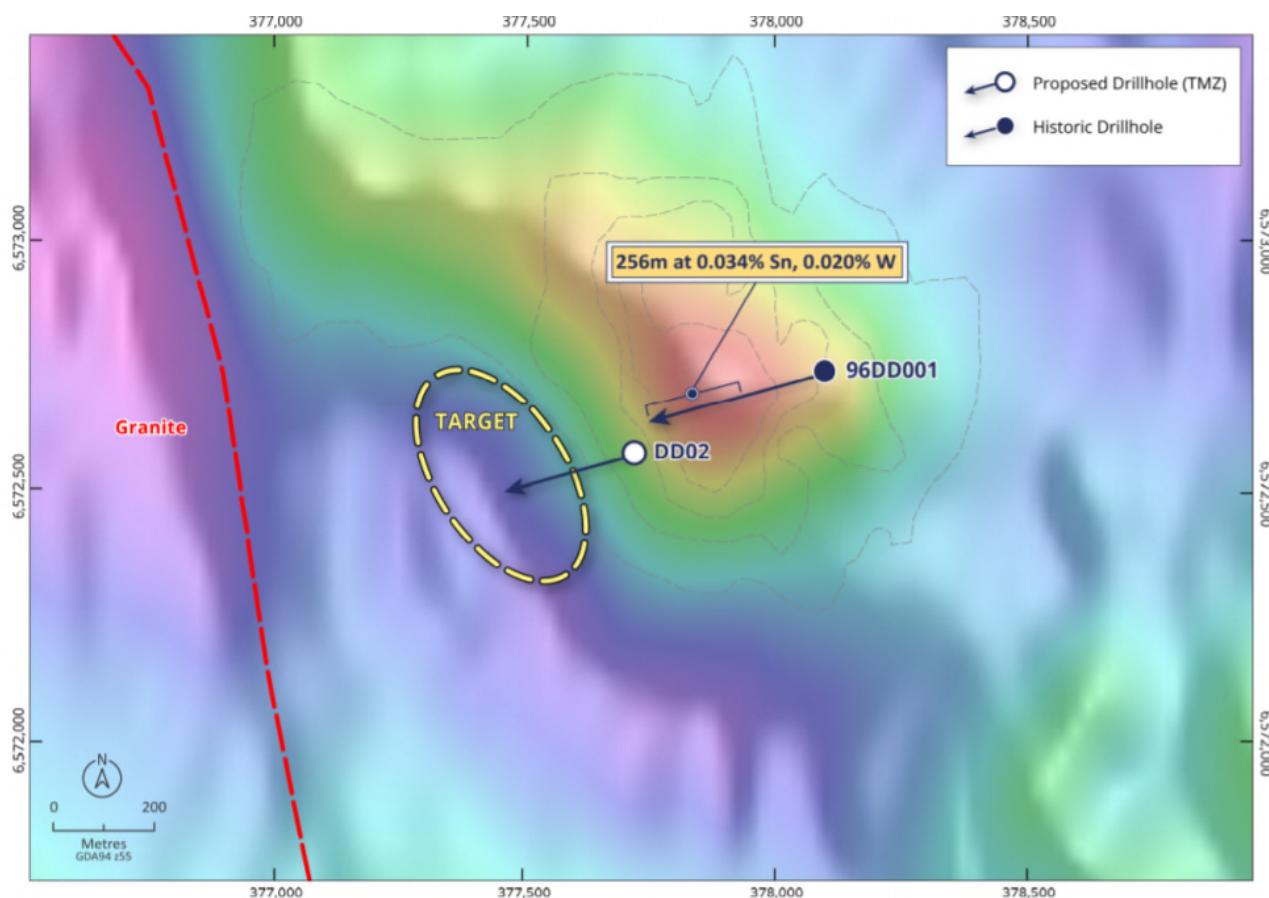 377,000
377,500
378,000
378,500
Proposed Drillhole (TMZ)
Historic Drillhole
6,573,000
6,573,000
256m at 0.034% Sn, 0.020% W
96DD001
TARGET
Granite
DD02
6,572,500
6,572,500
6,572,000
6,572,000
N
0 200
Metres
GDA94 z55
377,000
377,500
378,000
378,500